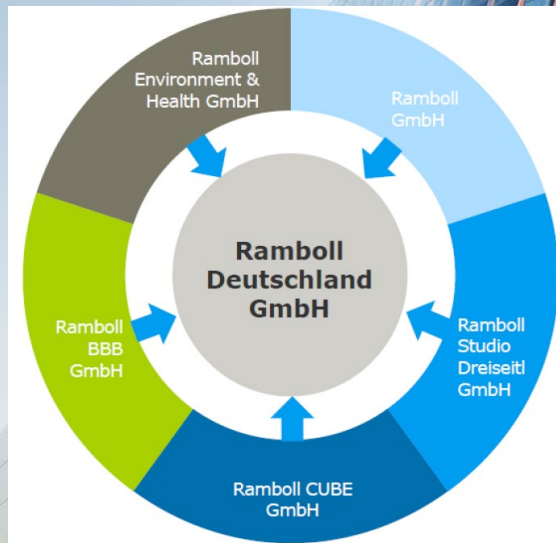 Ramboll
Environment &
Health GmbH
Ramboll
GmbH
Ramboll
Deutschland
GmbH
Ramboll
BBB
GmbH
Ramboll
Studio
Dreiseitl
GmbH
Ramboll CUBE
GmbH